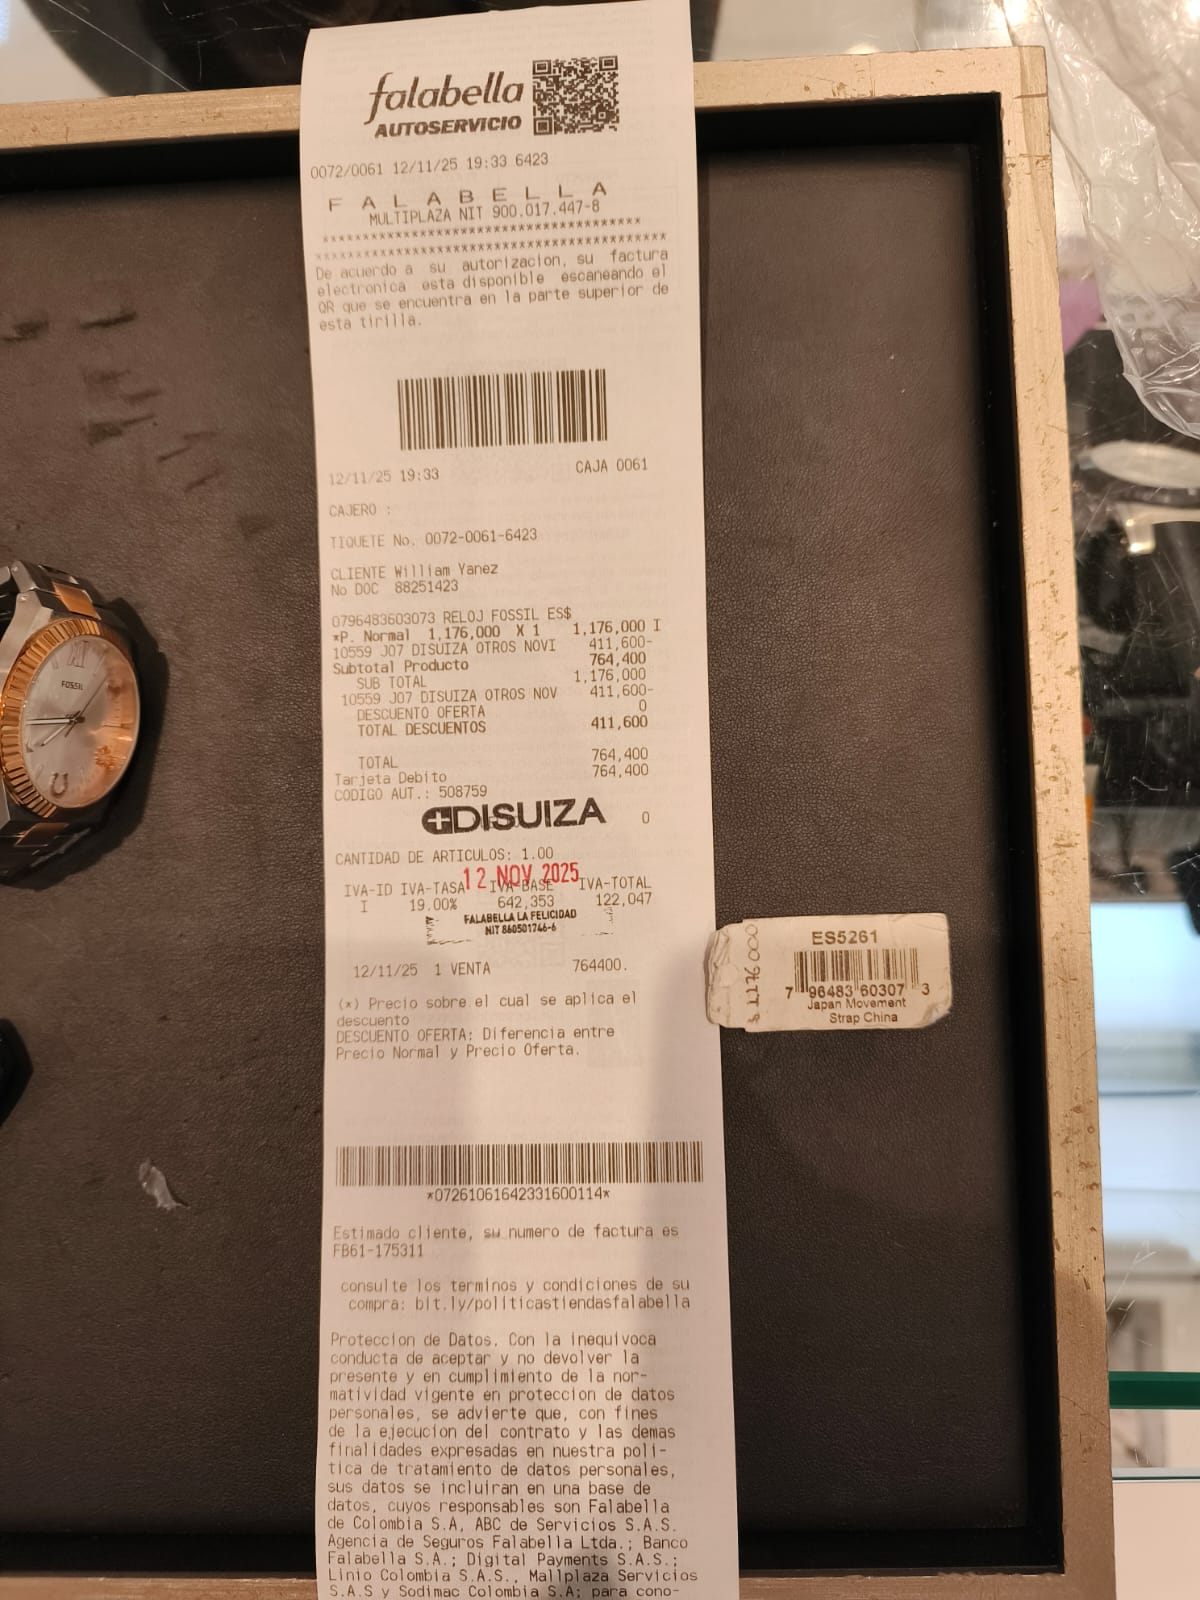 falabella
AUTOSERVICIO
0072/0061 12/11/25 19:33 6423
F A L A B E L L A
MULTIPLAZA NIT 900.017.447-8
****************************************
********************************************
De acuerdo a su autorizacion, su factura
electronica esta disponible escaneando el
QR que se encuentra en la parte superior de
esta tirilla.
12/11/25 19:33 CAJA 0061
CAJERO :
TIQUETE No. 0072-0061-6423
CLIENTE William Yanez
No DOC 88251423
0796483603073 RELOJ FOSSIL ES$
*P. Normal 1,176,000 X 1 1,176,000 I
10559 J07 DISUIZA OTROS NOVI 411,600-
Subtotal Producto 764,400
SUB TOTAL 1,176,000
10559 J07 DISUIZA OTROS NOV 411,600-
DESCUENTO OFERTA 0
TOTAL DESCUENTOS 411,600
TOTAL 764,400
Tarjeta Debito 764,400
CODIGO AUT.: 508759
DISUIZA 0
CANTIDAD DE ARTICULOS: 1.00
12 NOV 2025
IVA-ID IVA-TASA IVA-BASE IVA-TOTAL
I 19.00% 642,353 122,047
FALABELLA LA FELICIDAD
NIT 860501746-6
12/11/25 1 VENTA 764400.
(*) Precio sobre el cual se aplica el
descuento
DESCUENTO OFERTA: Diferencia entre
Precio Normal y Precio Oferta.
*07261061642331600114*
Estimado cliente, su numero de factura es
FB61-175311
consulte los terminos y condiciones de su
compra: bit.ly/politicastiendasfalabella
Proteccion de Datos. Con la inequivoca
conducta de aceptar y no devolver la
presente y en cumplimiento de la nor-
matividad vigente en proteccion de datos
personales, se advierte que, con fines
de la ejecucion del contrato y las demas
finalidades expresadas en nuestra poli-
tica de tratamiento de datos personales,
sus datos se incluiran en una base de
datos, cuyos responsables son Falabella
de Colombia S.A, ABC de Servicios S.A.S.
Agencia de Seguros Falabella Ltda.; Banco
Falabella S.A.; Digital Payments S.A.S.;
Linio Colombia S.A.S., Mallplaza Servicios
S.A.S y Sodimac Colombia S.A; para cono-
FOSSIL
ES5261
7 96483 60307 3
Japan Movement
Strap China